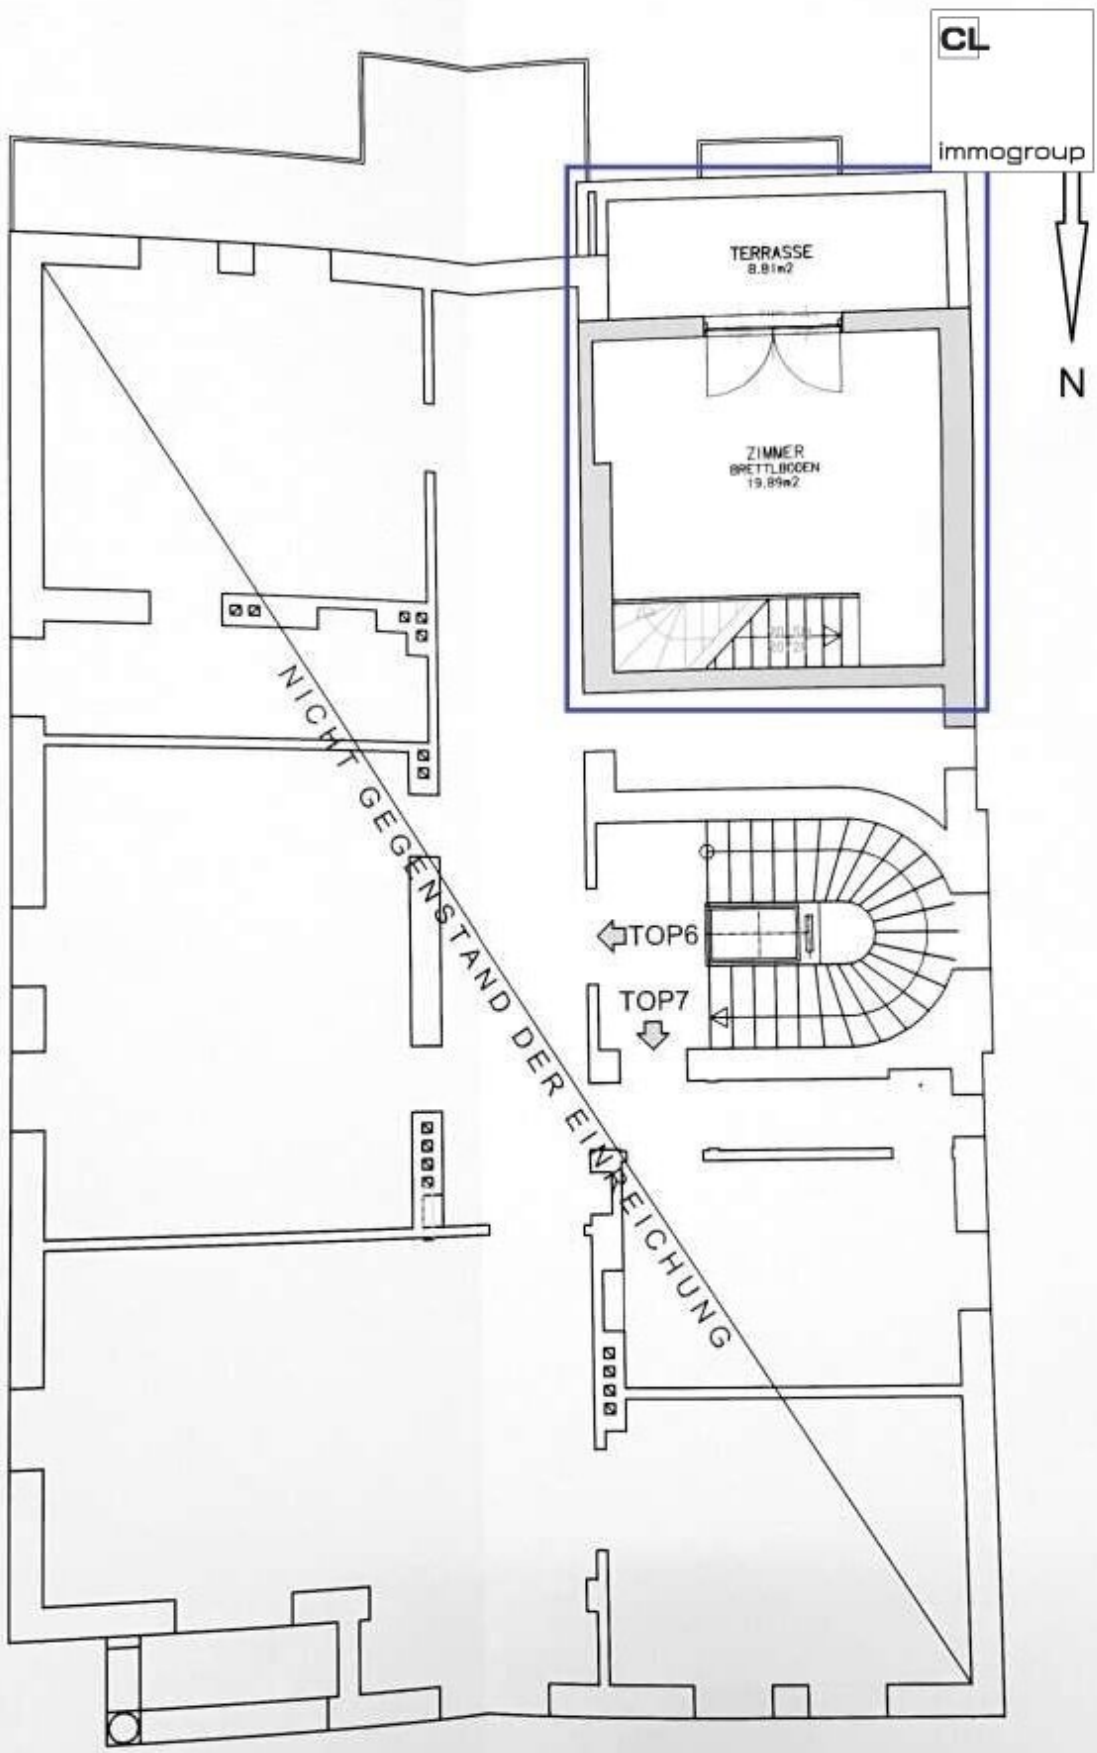 CL
immogroup
TERRASSE
8.81m2
N
ZIMMER
BRETTLBODEN
19.89m2
NICHT GEGENSTAND DER EINREICHUNG
TOP6
TOP7